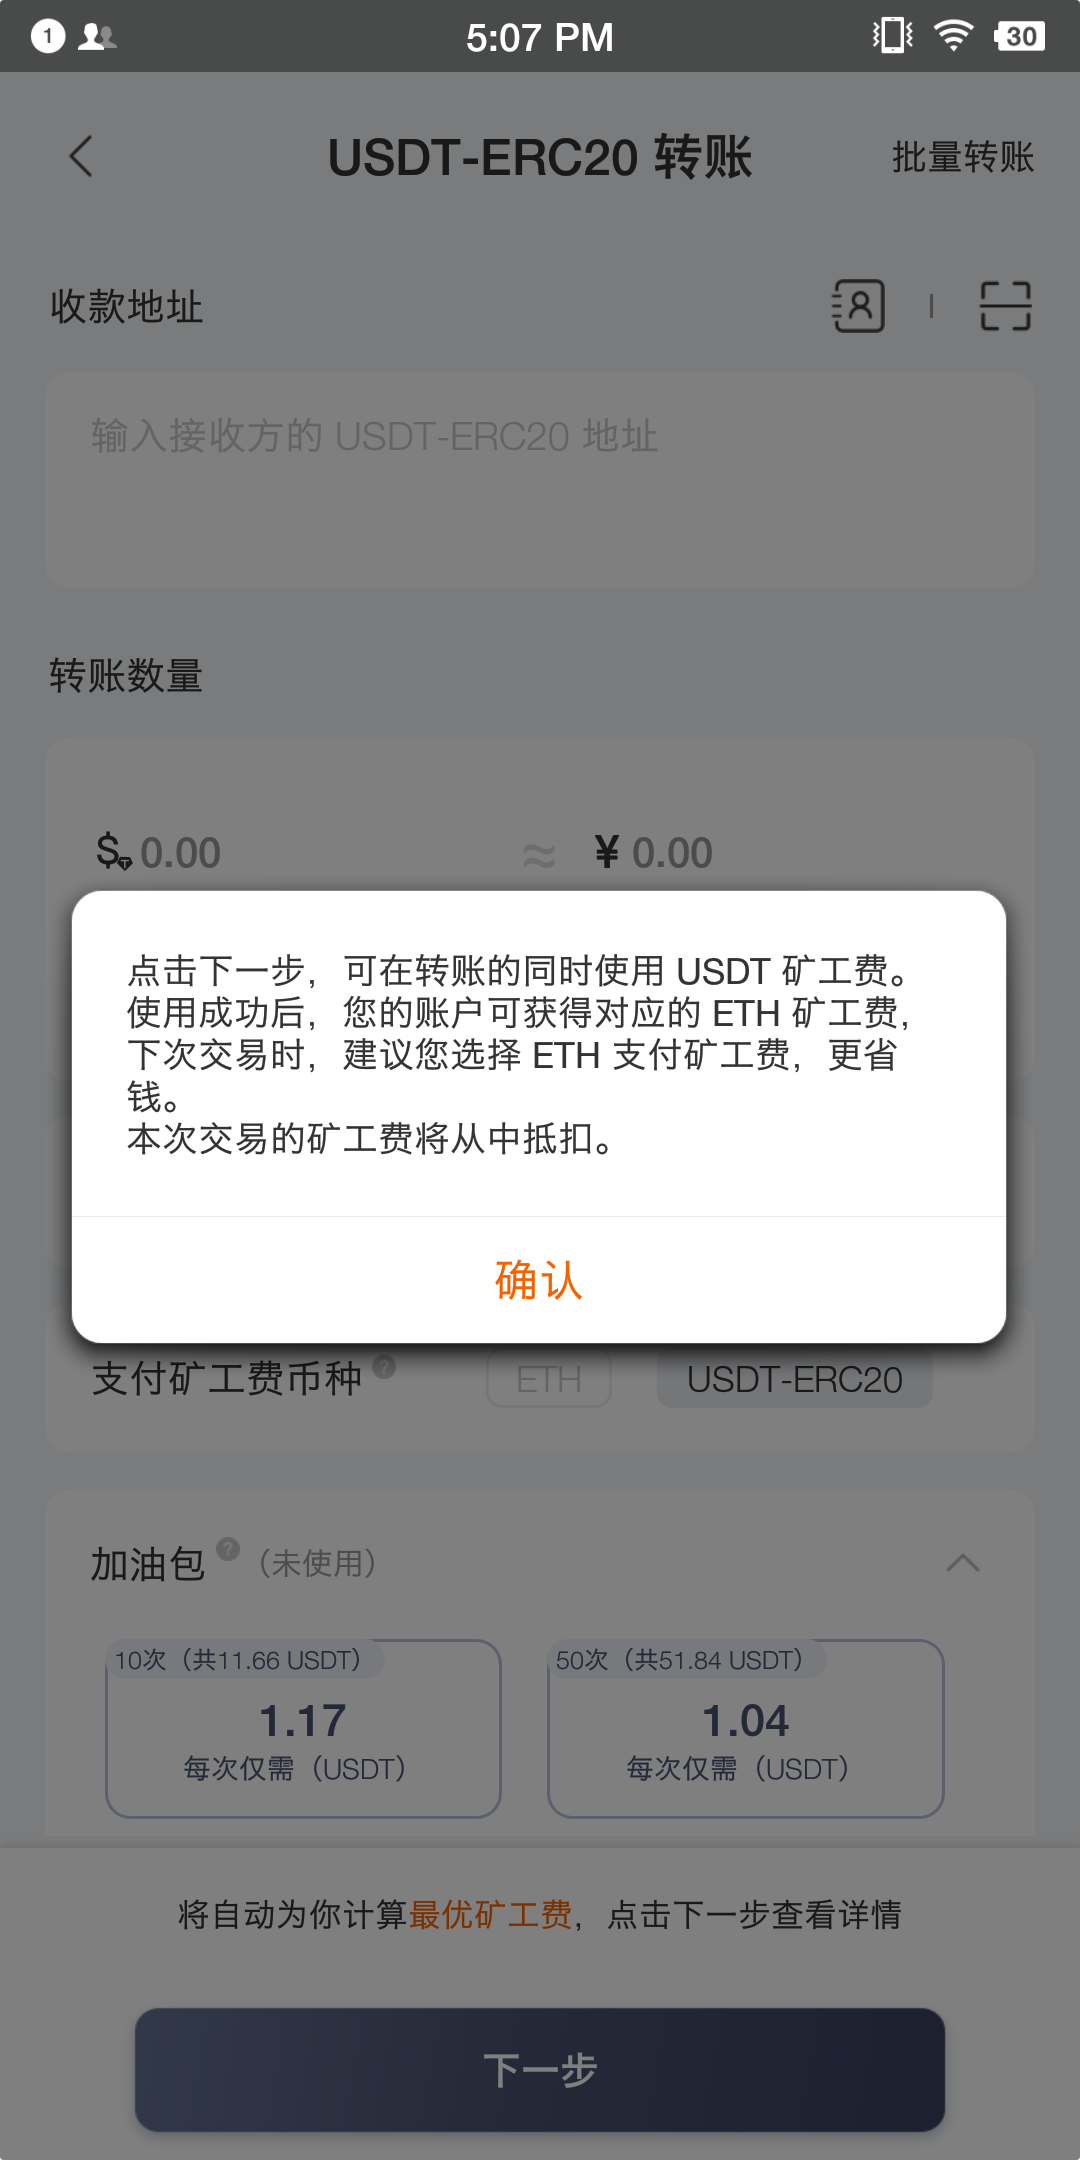 1
5:07 PM
30
USDT-ERC20 转账
批量转账
收款地址
输入接收方的 USDT-ERC20 地址
转账数量
$ 0.00 ≈ ¥ 0.00
点击下一步，可在转账的同时使用 USDT 矿工费。
使用成功后，您的账户可获得对应的 ETH 矿工费，
下次交易时，建议您选择 ETH 支付矿工费，更省
钱。
本次交易的矿工费将从中抵扣。
确认
支付矿工费币种 ?
ETH
USDT-ERC20
加油包 ?（未使用）
10次（共11.66 USDT）
1.17
每次仅需（USDT）
50次（共51.84 USDT）
1.04
每次仅需（USDT）
将自动为你计算最优矿工费，点击下一步查看详情
下一步